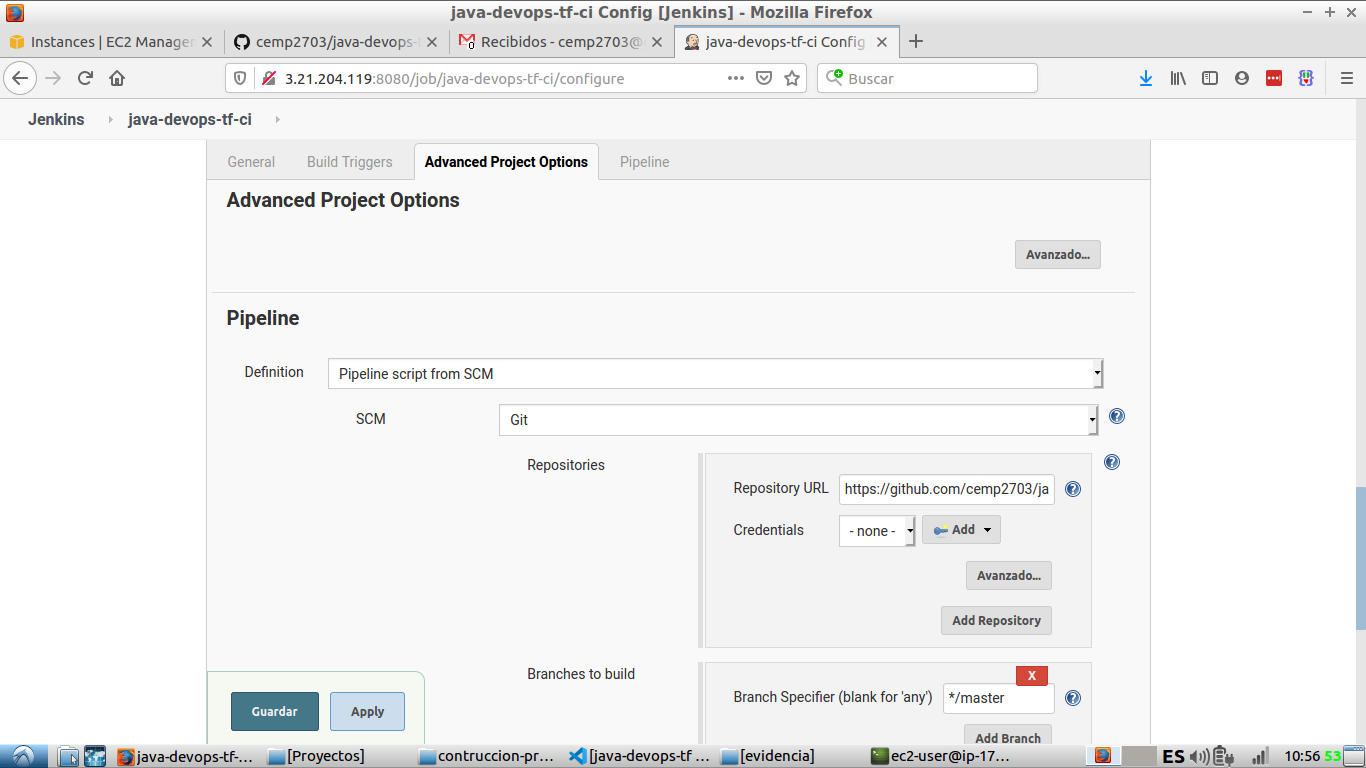 java-devops-tf-ci Config [Jenkins] - Mozilla Firefox
Instances | EC2 Manager
cemp2703/java-devops-
Recibidos - cemp2703@
java-devops-tf-ci Config
3.21.204.119:8080/job/java-devops-tf-ci/configure
Buscar
Jenkins
java-devops-tf-ci
General
Build Triggers
Advanced Project Options
Pipeline
Advanced Project Options
Avanzado...
Pipeline
Definition
Pipeline script from SCM
SCM
Git
Repositories
Repository URL
https://github.com/cemp2703/ja
Credentials
- none -
Add
Avanzado...
Add Repository
Branches to build
X
Branch Specifier (blank for 'any')
*/master
Add Branch
Guardar
Apply
java-devops-tf-...
[Proyectos]
contruccion-pr...
[java-devops-tf ...
[evidencia]
ec2-user@ip-17...
ES
10:56
53